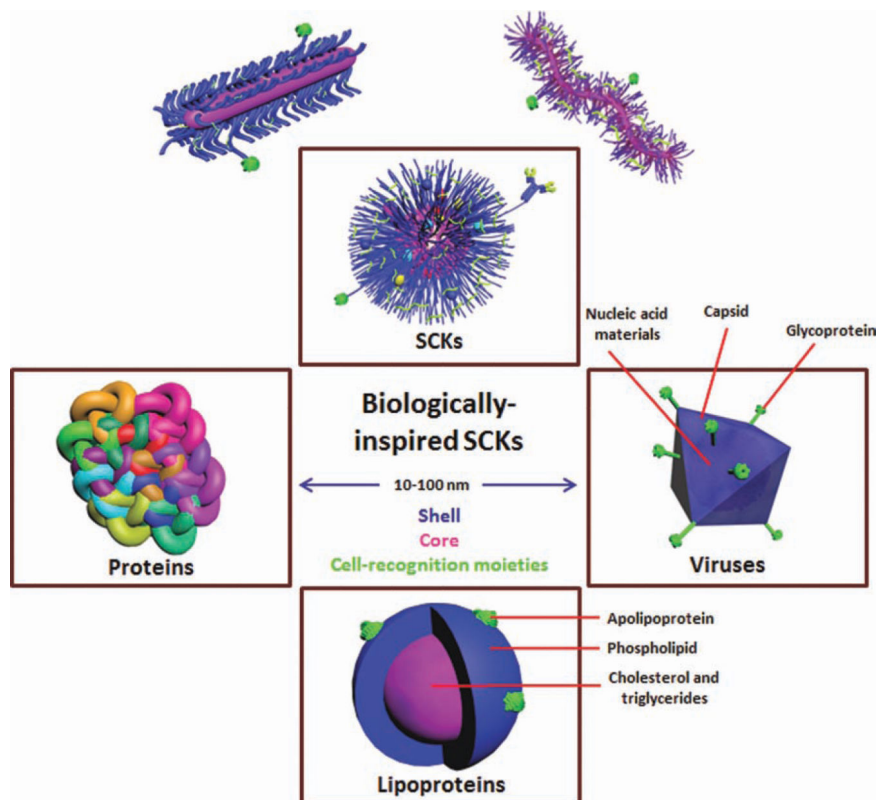 SCKs
Nucleic acid
materials
Capsid
Glycoprotein
Biologically-
inspired SCKs
10-100 nm
Shell
Core
Cell-recognition moieties
Proteins
Viruses
Apolipoprotein
Phospholipid
Cholesterol and
triglycerides
Lipoproteins